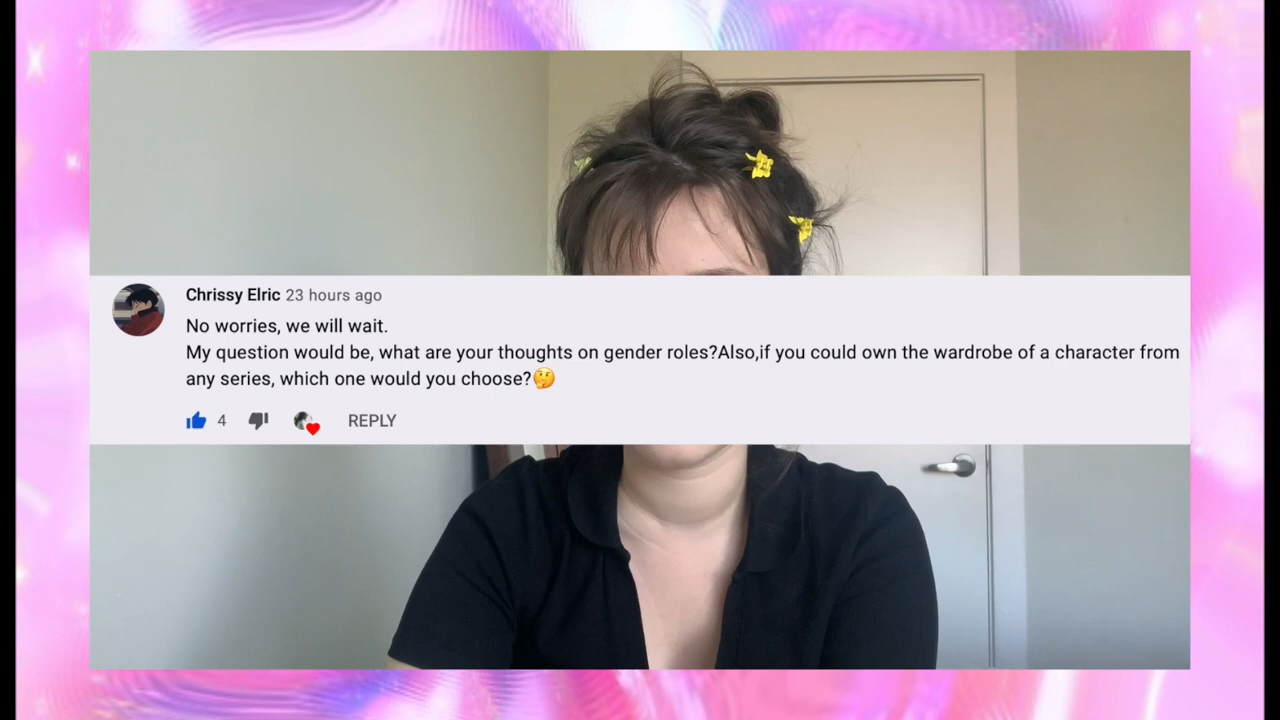 Chrissy Elric 23 hours ago
No worries, we will wait.
My question would be, what are your thoughts on gender roles?Also,if you could own the wardrobe of a character from
any series, which one would you choose?🤔
4 REPLY